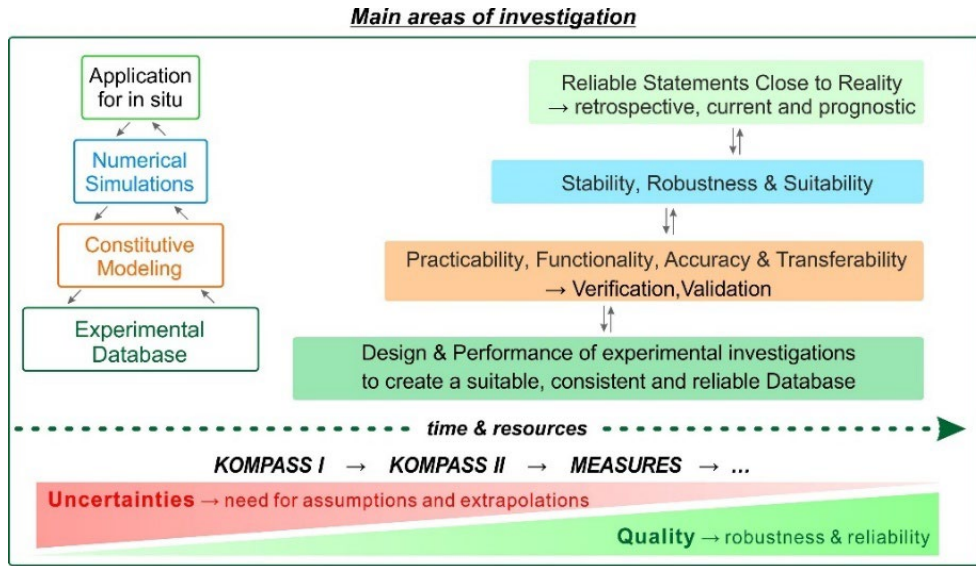 Main areas of investigation
Application
for in situ
Numerical
Simulations
Constitutive
Modeling
Experimental
Database
Reliable Statements Close to Reality
→ retrospective, current and prognostic
Stability, Robustness & Suitability
Practicability, Functionality, Accuracy & Transferability
→ Verification,Validation
Design & Performance of experimental investigations
to create a suitable, consistent and reliable Database
time & resources
KOMPASS I → KOMPASS II → MEASURES → ...
Uncertainties → need for assumptions and extrapolations
Quality → robustness & reliability